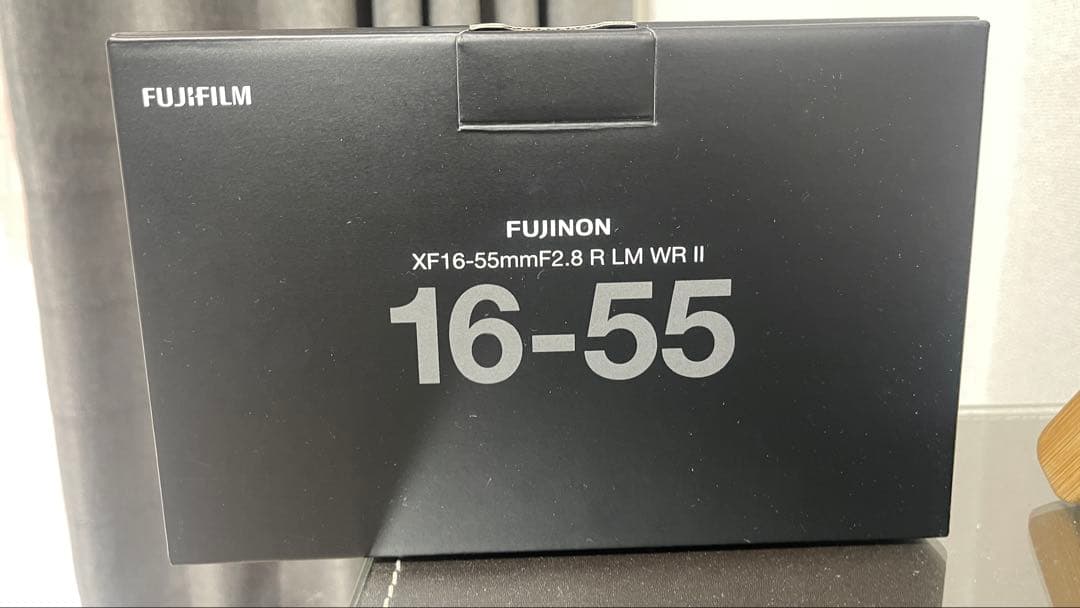 FUJIFILM
FUJINON
XF16-55mmF2.8 R LM WR II
16-55